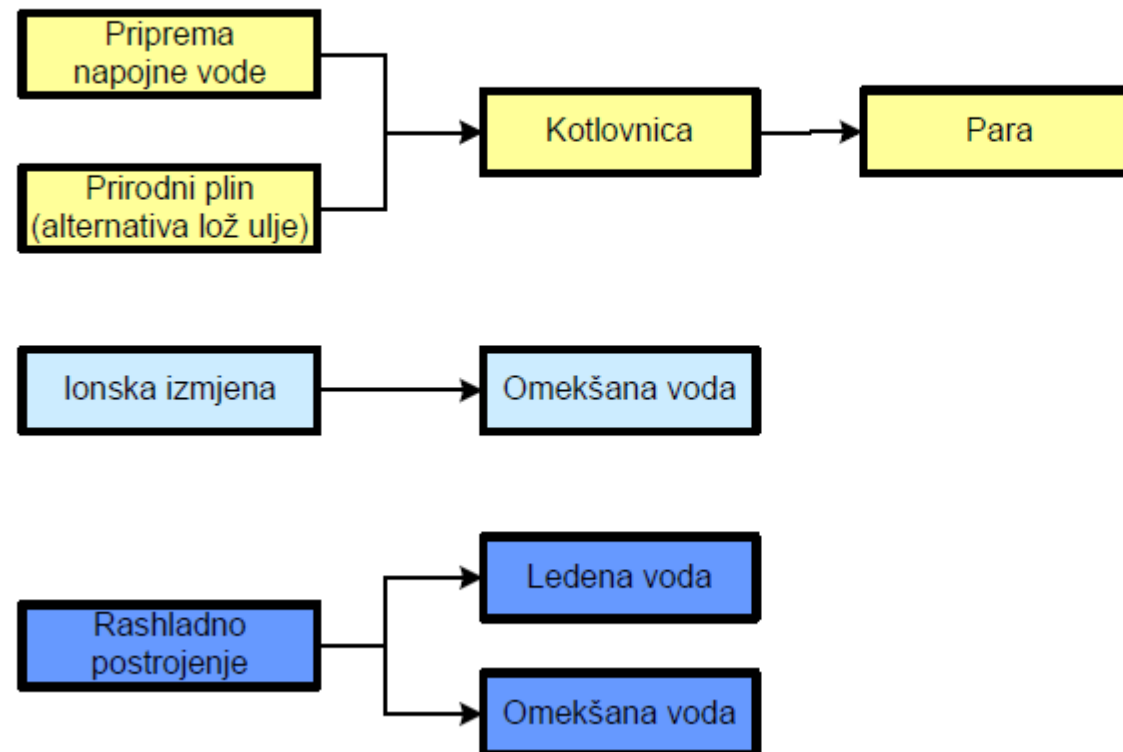 Priprema
napojne vode
Kotlovnica
Para
Prirodni plin
(alternativa lož ulje)
Ionska izmjena
Omekšana voda
Ledena voda
Rashladno
postrojenje
Omekšana voda